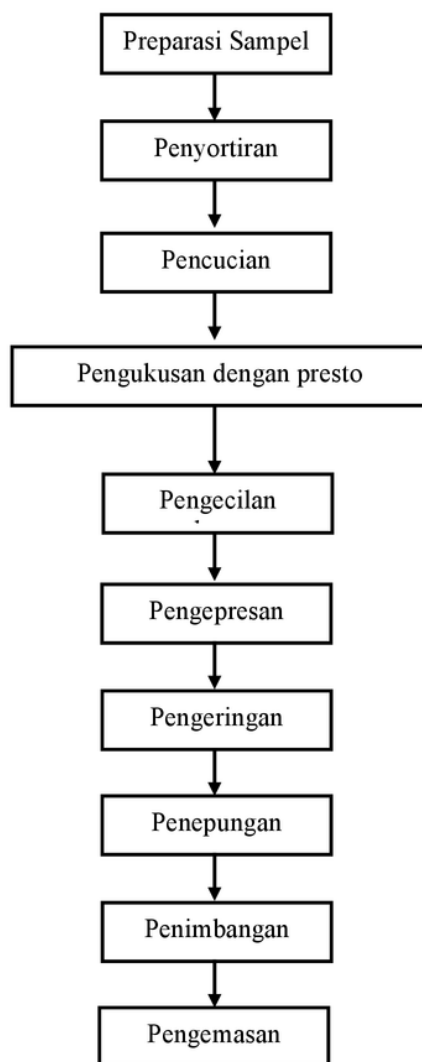 Preparasi Sampel
Penyortiran
Pencucian
Pengukusan dengan presto
Pengecilan
Pengepresan
Pengeringan
Penepungan
Penimbangan
Pengemasan